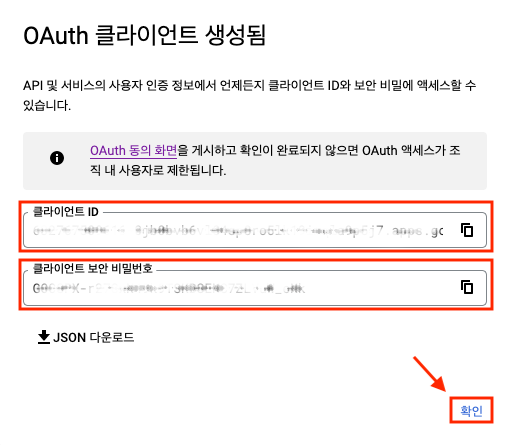 OAuth 클라이언트 생성됨
API 및 서비스의 사용자 인증 정보에서 언제든지 클라이언트 ID와 보안 비밀에 액세스할 수
있습니다.
OAuth 동의 화면을 게시하고 확인이 완료되지 않으면 OAuth 액세스가 조
직 내 사용자로 제한됩니다.
클라이언트 ID
클라이언트 보안 비밀번호
JSON 다운로드
확인